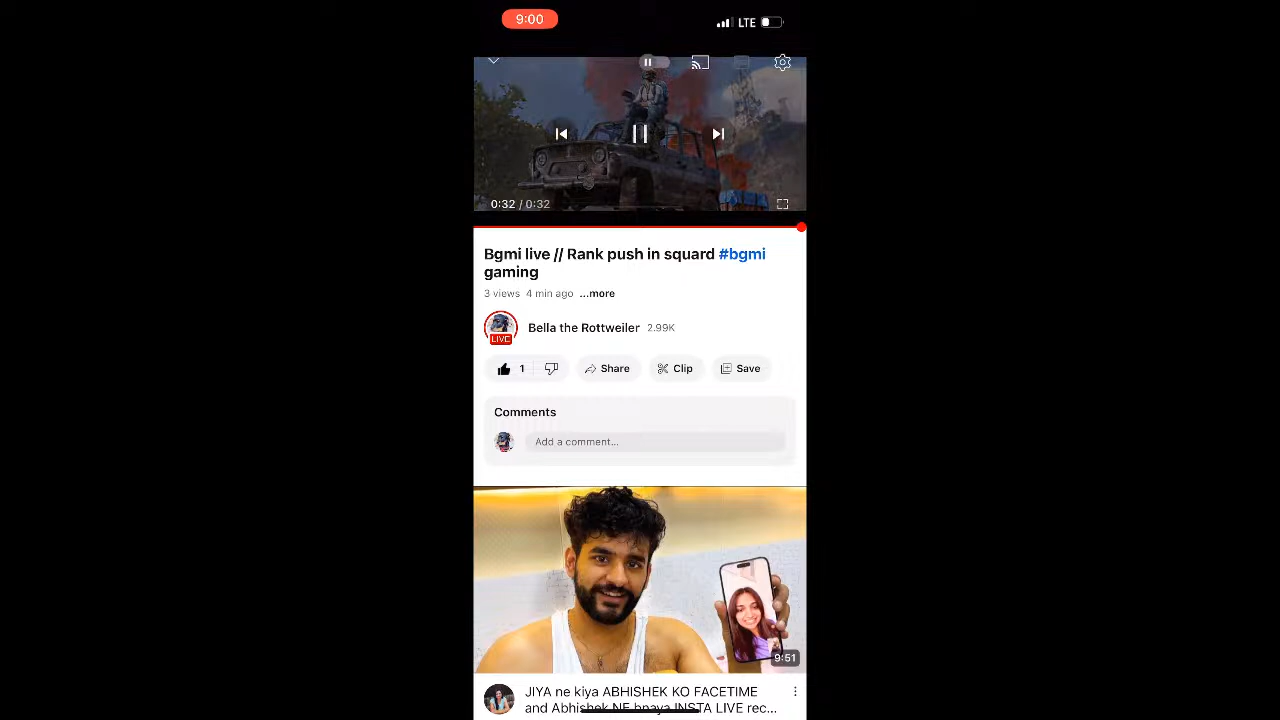 9:00
LTE
0:32 / 0:32
Bgmi live // Rank push in squard #bgmi
gaming
3 views 4 min ago ...more
LIVE
Bella the Rottweiler 2.99K
1 Share Clip Save
Comments
Add a comment...
9:51
JIYA ne kiya ABHISHEK KO FACETIME
and Abhishek NE bnaya INSTA LIVE rec...